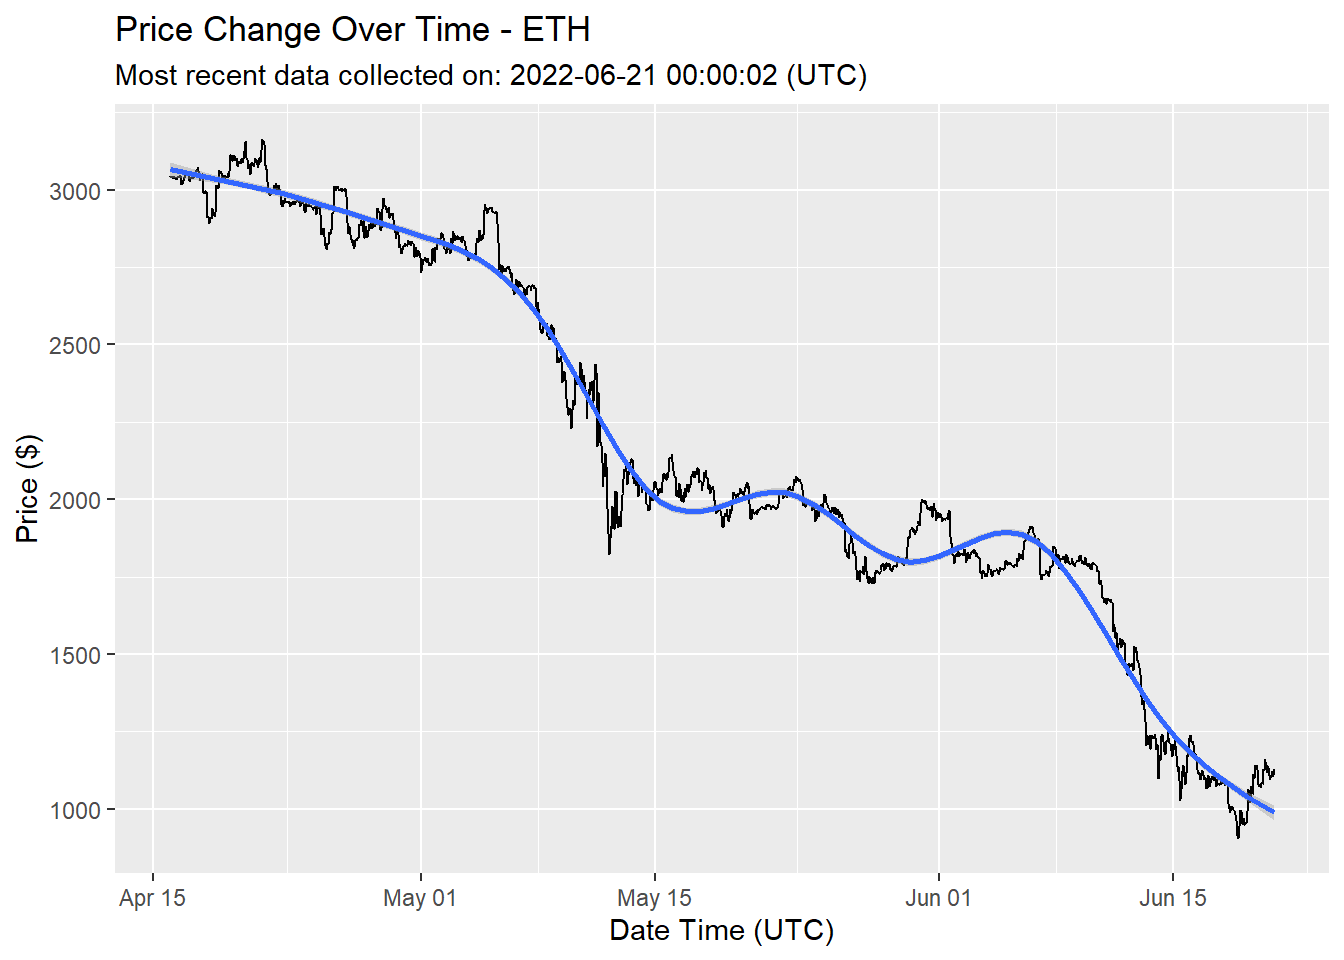 Price Change Over Time - ETH
Most recent data collected on: 2022-06-21 00:00:02 (UTC)
Price ($)
3000
2500
2000
1500
1000
Apr 15 May 01 May 15 Jun 01 Jun 15
Date Time (UTC)